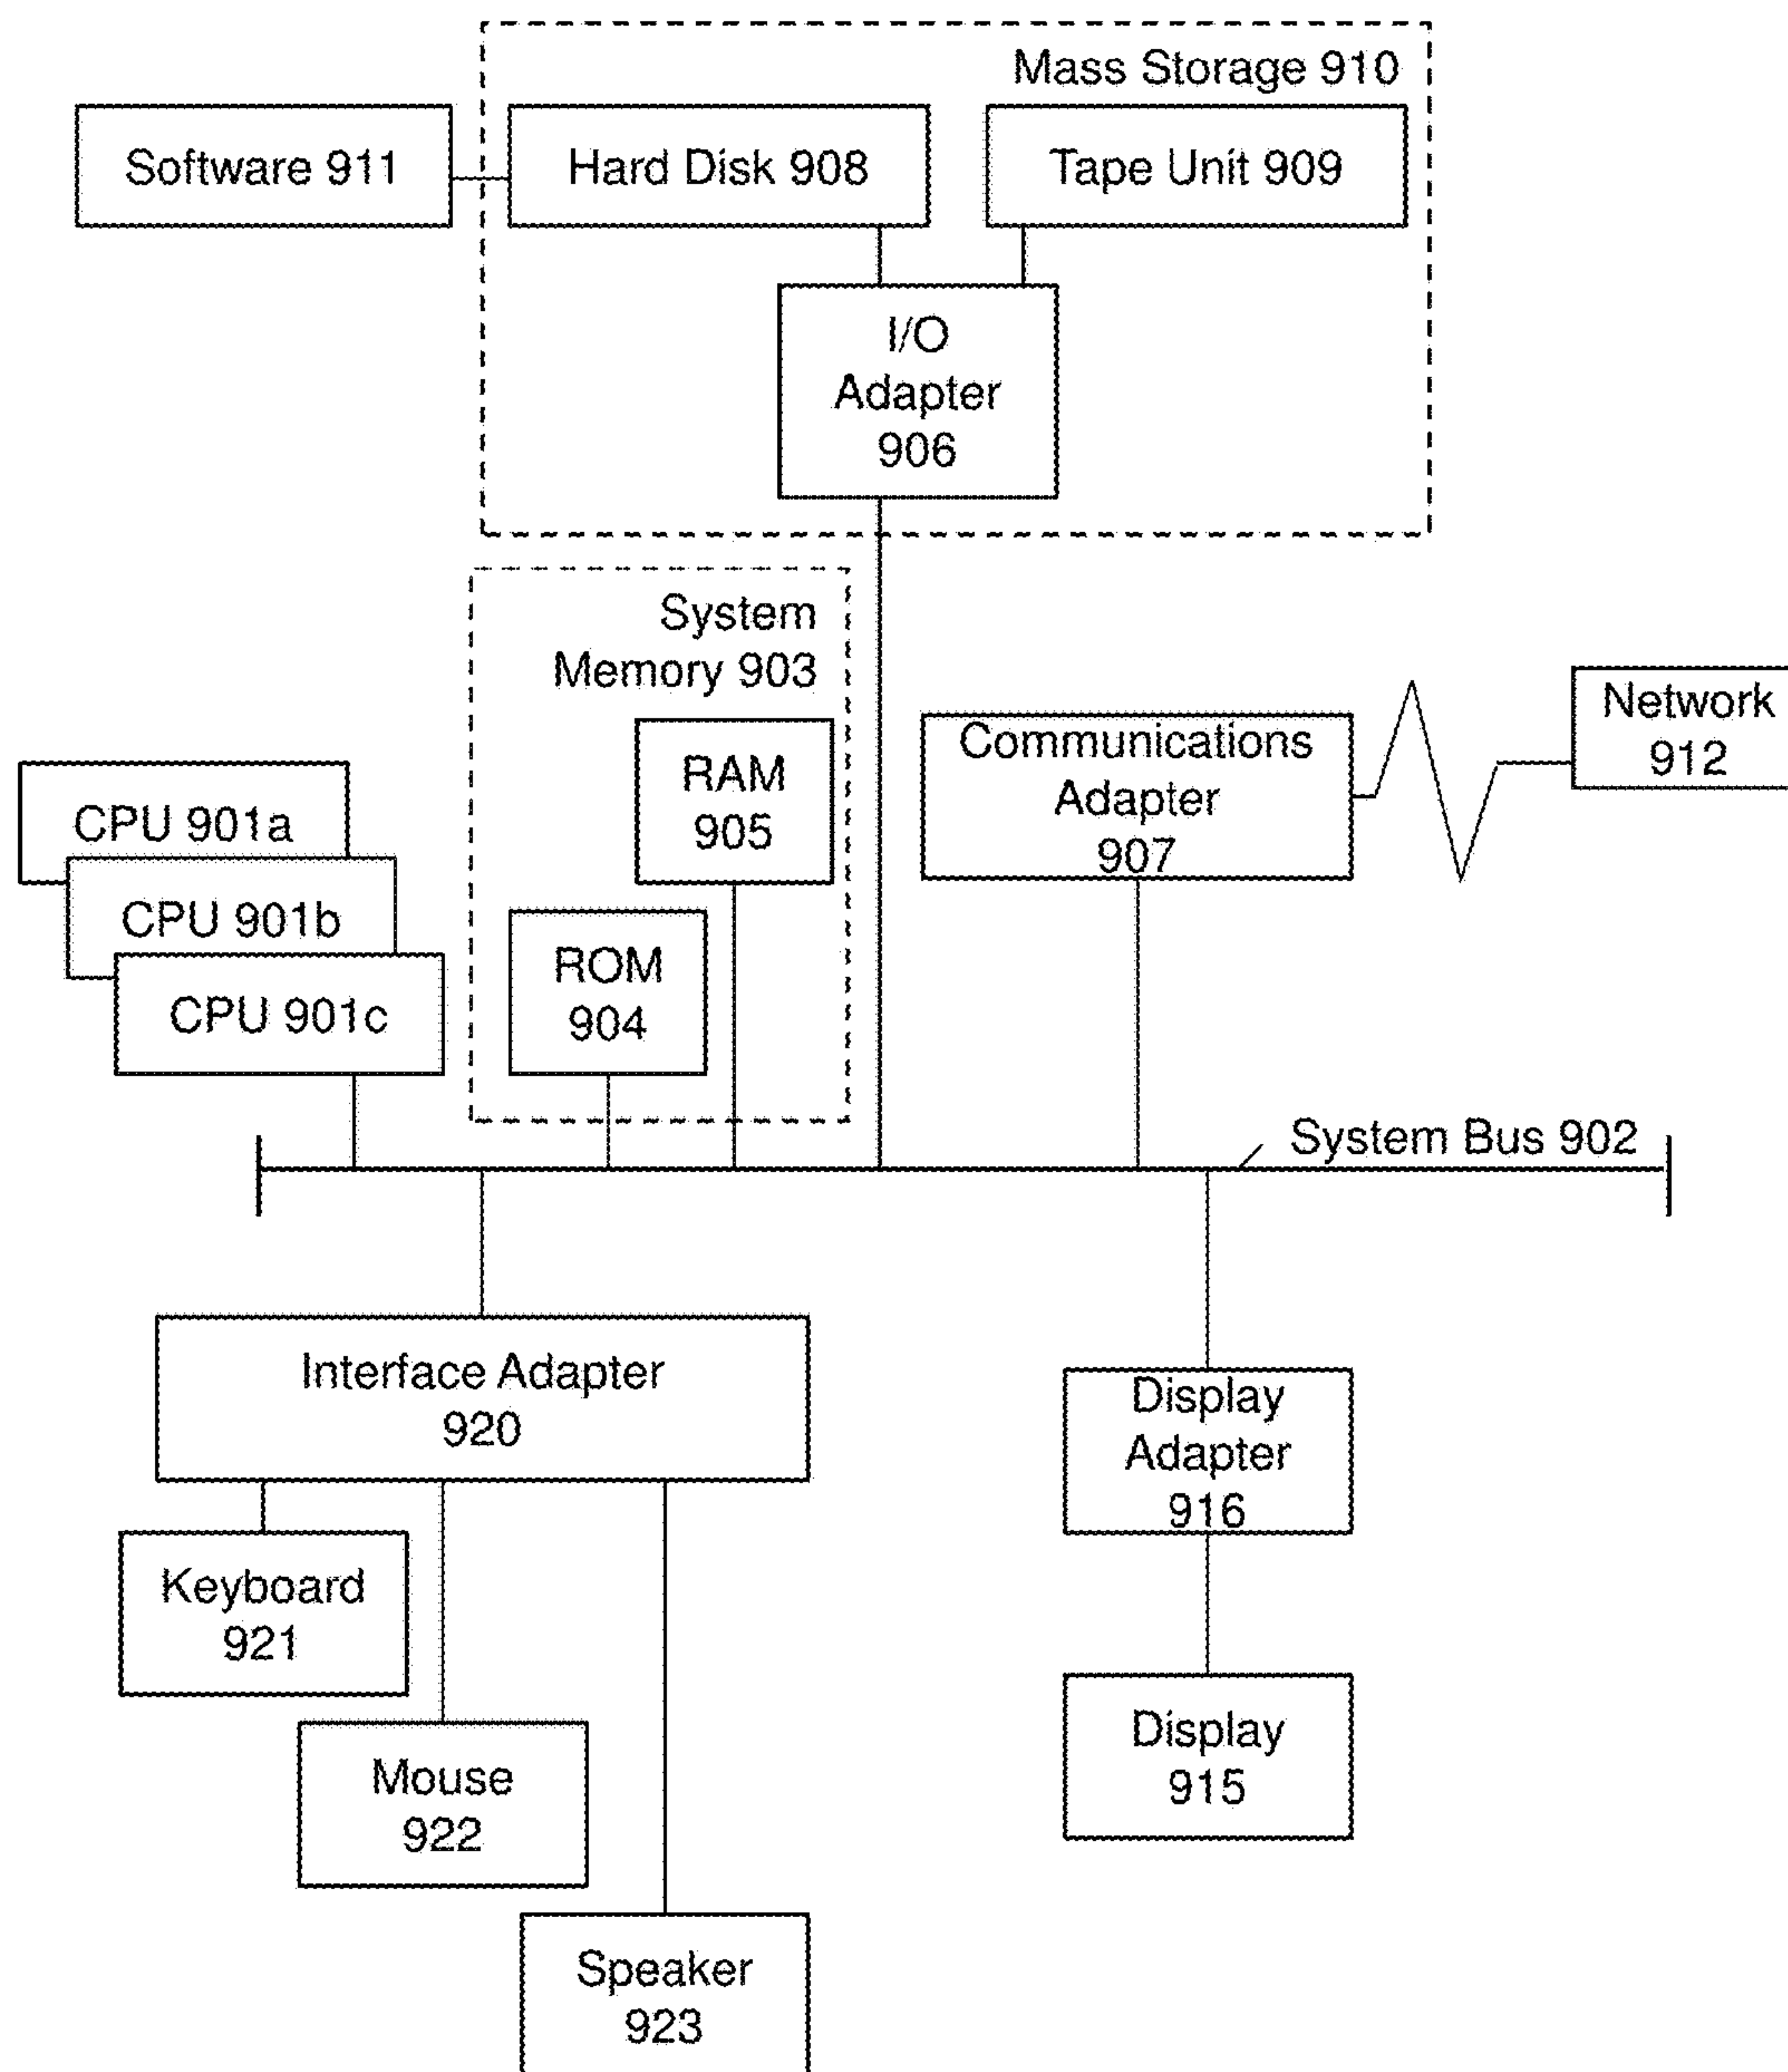 Mass Storage 910
Software 911
Hard Disk 908
Tape Unit 909
I/O
Adapter
906
System
Memory 903
RAM
905
ROM
904
CPU 901a
CPU 901b
CPU 901c
Communications
Adapter
907
Network
912
System Bus 902
Interface Adapter
920
Display
Adapter
916
Keyboard
921
Mouse
922
Speaker
923
Display
915